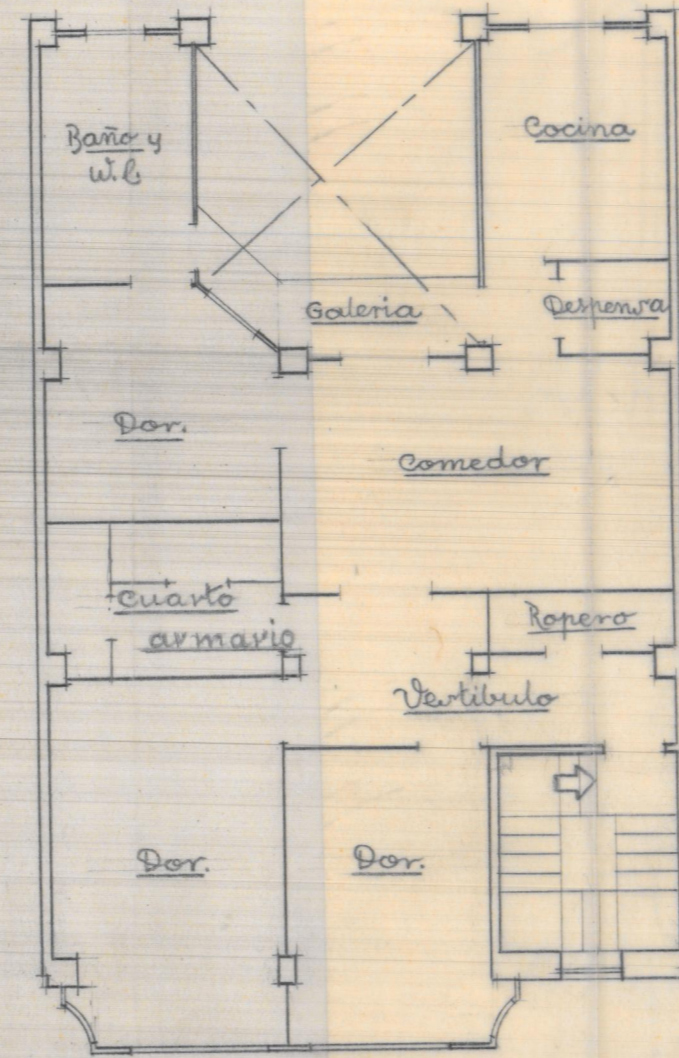 Baño y
W.C.
Cocina
Galeria
Despensa
Dor.
Comedor
Cuarto
armario
Ropero
Vestibulo
Dor.
Dor.